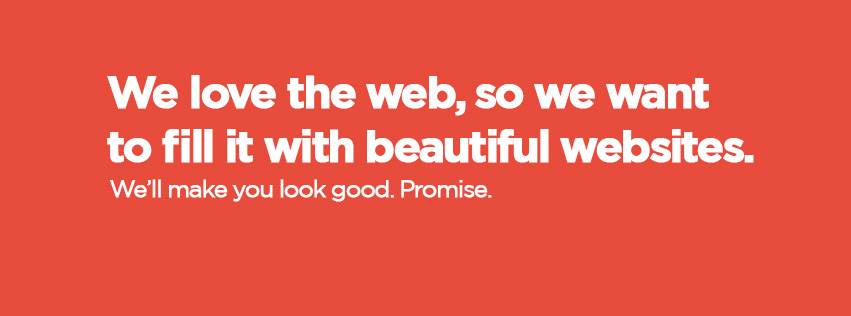 We love the web, so we want
to fill it with beautiful websites.
We’ll make you look good. Promise.